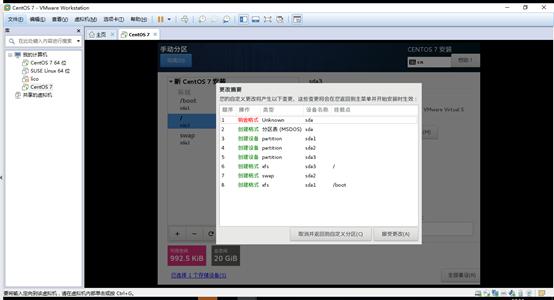 CentOS 7 - VMware Workstation
文件(F) 编辑(E) 查看(V) 虚拟机(M) 选项卡(T) 帮助(H)
库
在此处键入内容进行搜索
我的计算机
CentOS 7 64 位
SUSE Linux 64 位
lico
CentOS 7
共享的虚拟机
主页
CentOS 7
手动分区
CENTOS 7 安装
完成(D)
cn
新 CentOS 7 安装
sda3
系统
/boot
sda1
/
sda3
swap
sda2
更改摘要
您的自定义更改将产生以下变更，这些变更将会在您返回到主菜单并开始安装时生效：
顺序 操作 类型 设备名称 挂载点
1 销毁格式 Unknown sda
2 创建格式 分区表 (MSDOS) sda
3 创建设备 partition sda1
4 创建设备 partition sda2
5 创建设备 partition sda3
6 创建格式 xfs sda3 /
7 创建格式 swap sda2
8 创建格式 xfs sda1 /boot
取消并返回到自定义分区(C)
接受更改(A)
VMware Virtual S
可用空间
992.5 KiB
总空间
20 GiB
已选择 1 个存储设备(S)
全部重设(R)
要将输入定向到该虚拟机，请在虚拟机内部单击或按 Ctrl+G。